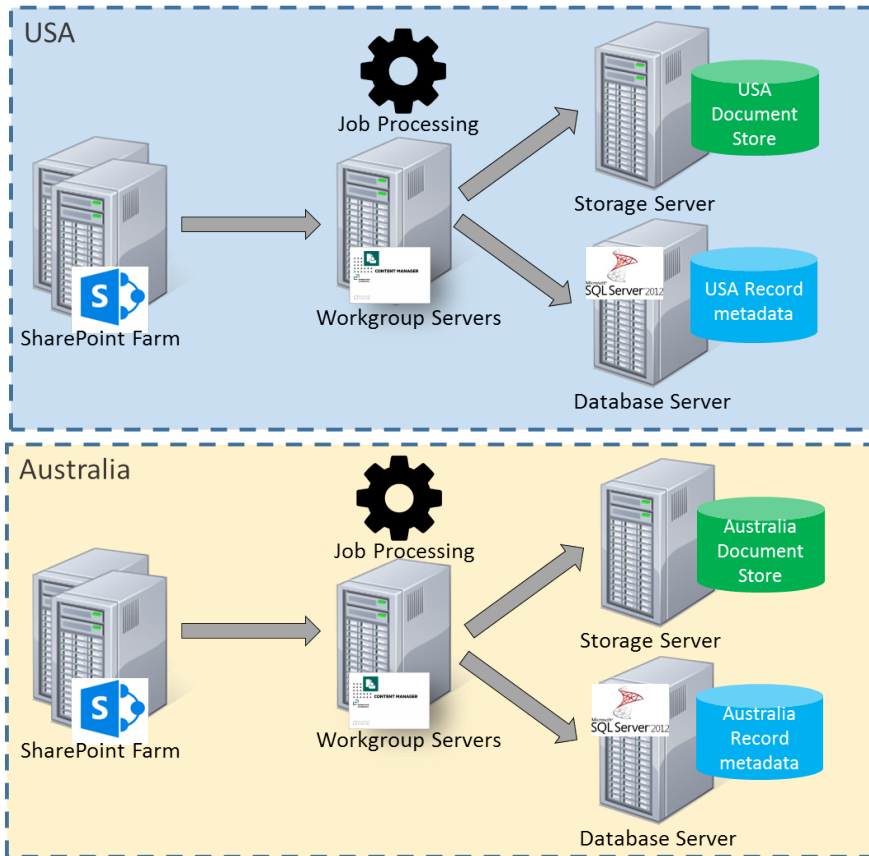 USA
Job Processing
USA
Document
Store
Storage Server
S
CONTENT MANAGER
SharePoint Farm
Workgroup Servers
Microsoft
SQL Server 2012
USA Record
metadata
Database Server
Australia
Job Processing
Australia
Document
Store
Storage Server
S
CONTENT MANAGER
SharePoint Farm
Workgroup Servers
Microsoft
SQL Server 2012
Australia
Record
metadata
Database Server